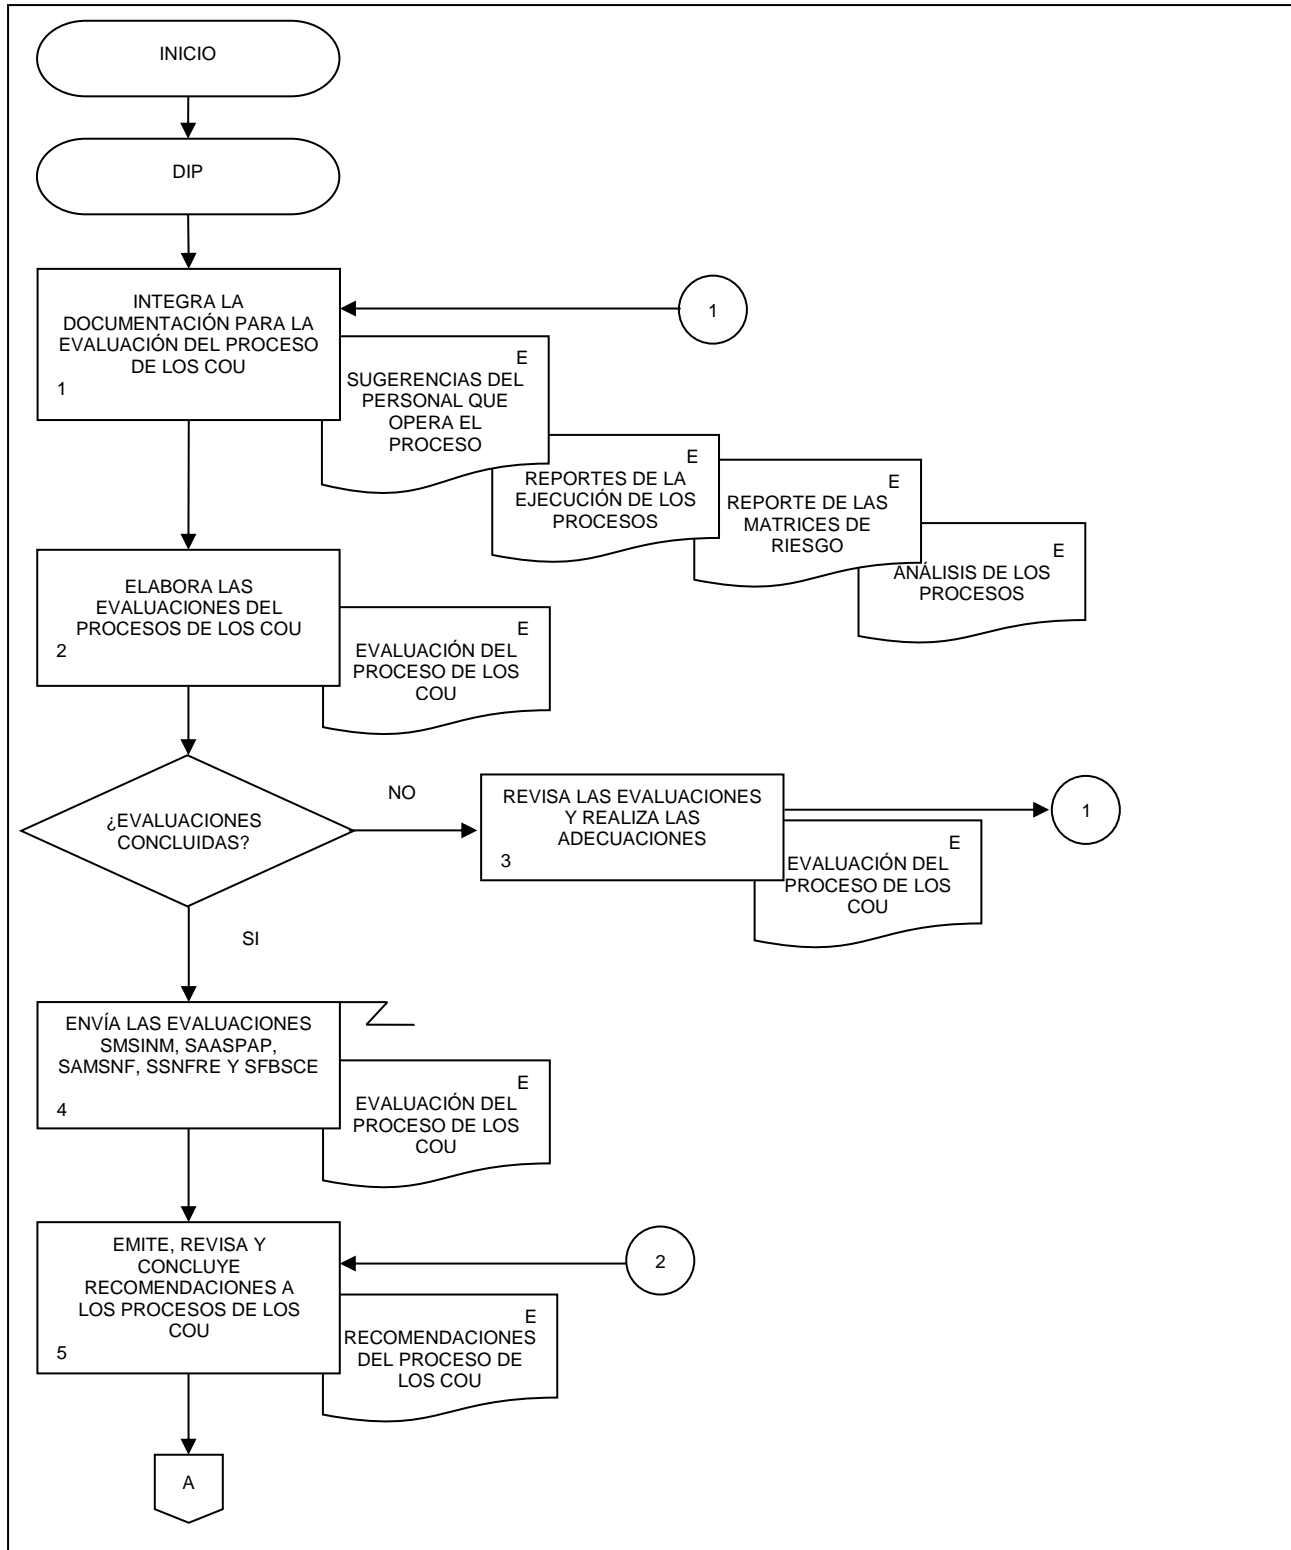 INICIO
DIP
INTEGRA LA
DOCUMENTACIÓN PARA LA
EVALUACIÓN DEL PROCESO
DE LOS COU
1
1
E
SUGERENCIAS DEL
PERSONAL QUE
OPERA EL
PROCESO
E
REPORTES DE LA
EJECUCIÓN DE LOS
PROCESOS
E
REPORTE DE LAS
MATRICES DE
RIESGO
E
ANÁLISIS DE LOS
PROCESOS
ELABORA LAS
EVALUACIONES DEL
PROCESOS DE LOS COU
2
E
EVALUACIÓN DEL
PROCESO DE LOS
COU
¿EVALUACIONES
CONCLUIDAS?
NO
REVISA LAS EVALUACIONES
Y REALIZA LAS
ADECUACIONES
3
1
E
EVALUACIÓN DEL
PROCESO DE LOS
COU
SI
ENVÍA LAS EVALUACIONES
SMSINM, SAASPAP,
SAMSNF, SSNFRE Y SFBSCE
4
E
EVALUACIÓN DEL
PROCESO DE LOS
COU
EMITE, REVISA Y
CONCLUYE
RECOMENDACIONES A
LOS PROCESOS DE LOS
COU
5
2
E
RECOMENDACIONES
DEL PROCESO DE
LOS COU
A